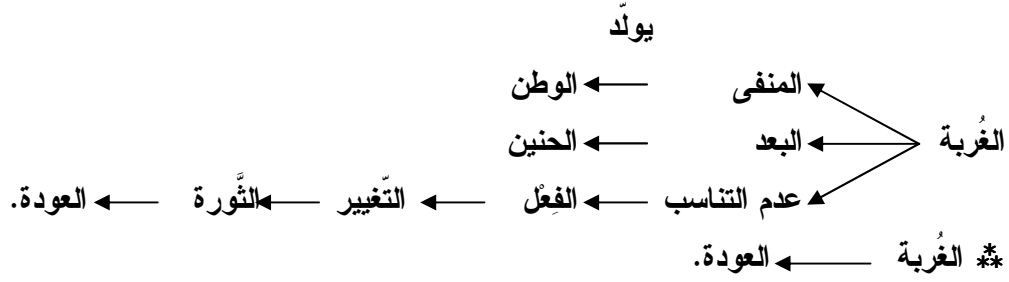 يولّد
المنفى الوطن
الغُربة البعد الحنين
عدم التناسب الفِعْل التّغيير الثَّورة العودة.
⁂ الغُربة العودة.